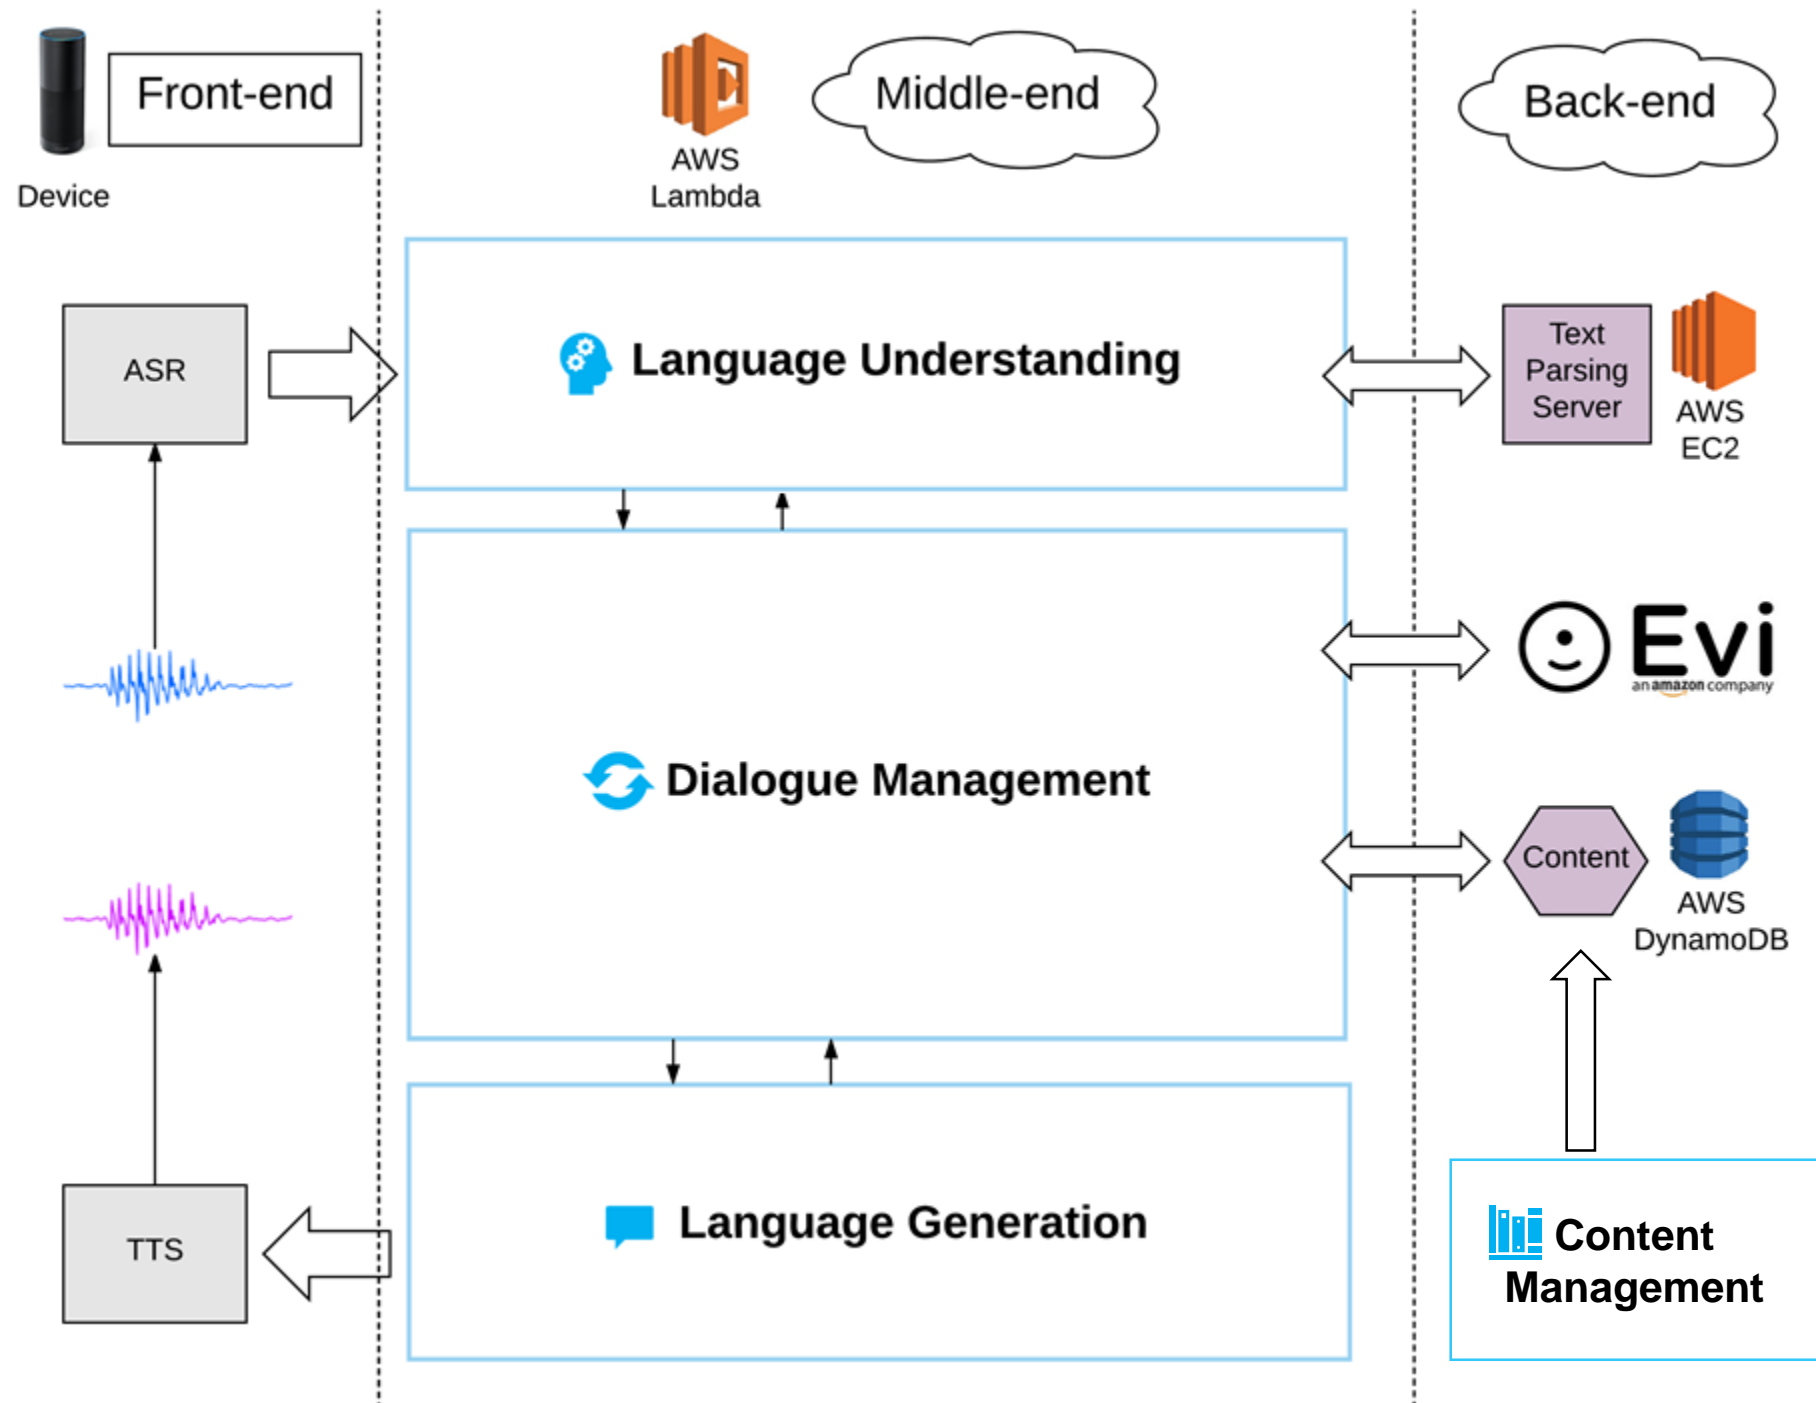 Front-end
Device
AWS
Lambda
Middle-end
Back-end
ASR
Language Understanding
Text
Parsing
Server
AWS
EC2
Evi
an amazon company
Dialogue Management
Content
AWS
DynamoDB
TTS
Language Generation
Content
Management